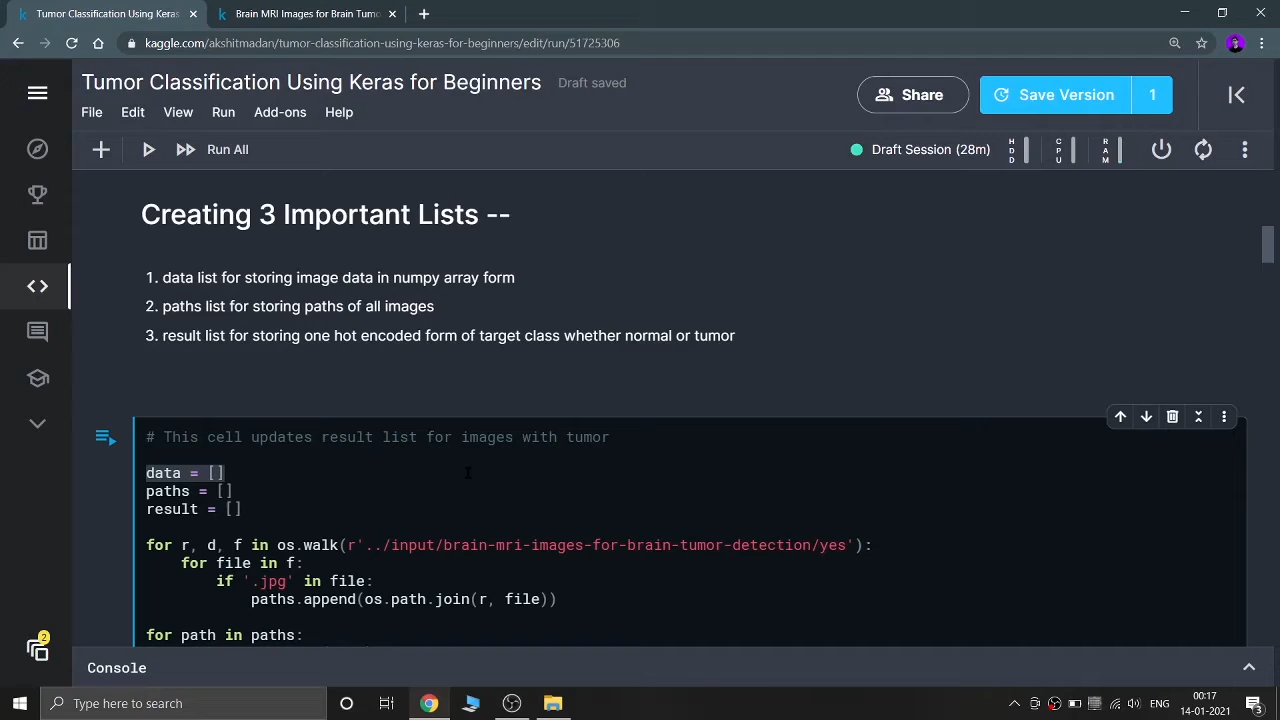 Tumor Classification Using Keras
Brain MRI Images for Brain Tumo
kaggle.com/akshitmadan/tumor-classification-using-keras-for-beginners/edit/run/51725306
Tumor Classification Using Keras for Beginners Draft saved
Share
Save Version 1
File Edit View Run Add-ons Help
Run All
Draft Session (28m)
HDD
CPU
RAM
Creating 3 Important Lists --
1. data list for storing image data in numpy array form
2. paths list for storing paths of all images
3. result list for storing one hot encoded form of target class whether normal or tumor
# This cell updates result list for images with tumor
data = []
paths = []
result = []
for r, d, f in os.walk(r'../input/brain-mri-images-for-brain-tumor-detection/yes'):
for file in f:
if '.jpg' in file:
paths.append(os.path.join(r, file))
for path in paths:
2
Console
Type here to search
ENG
00:17
14-01-2021
3